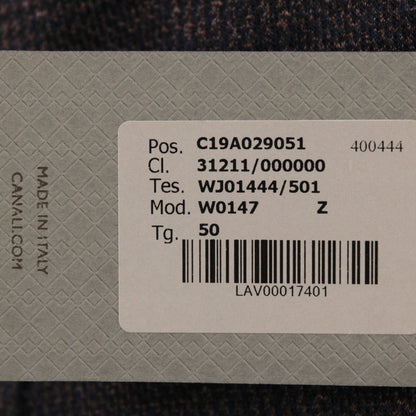 Pos. C19A029051 400444
Cl. 31211/000000
Tes. WJ01444/501
Mod. W0147 Z
Tg. 50
LAV00017401
MADE IN ITALY
CANALI.COM